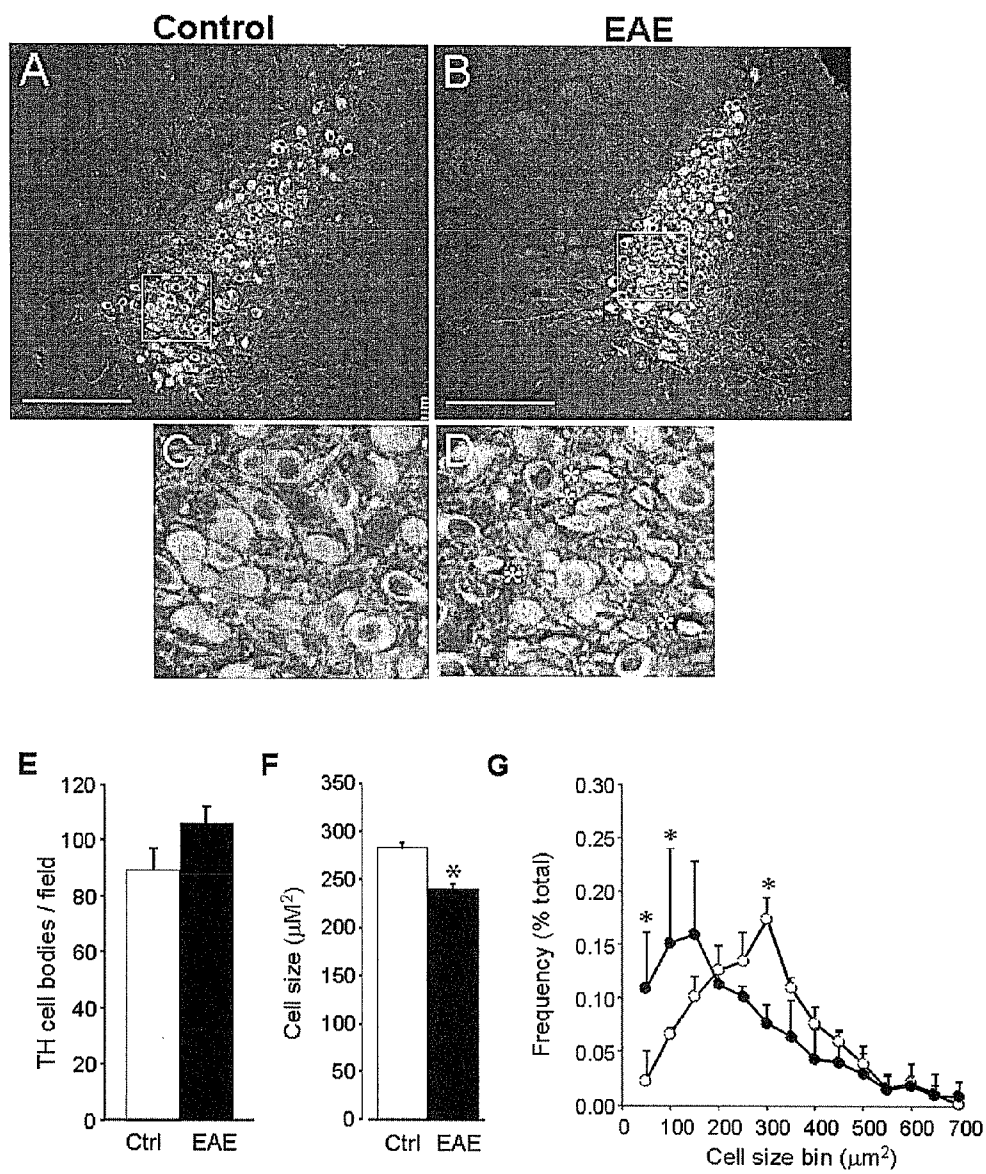 Control
EAE
A
B
C
D
E
120
100
80
60
40
20
0
TH cell bodies / field
Ctrl
EAE
F
350
300
250
200
150
100
50
0
Cell size (µM²)
*
Ctrl
EAE
G
0.30
0.25
0.20
0.15
0.10
0.05
0.00
Frequency (% total)
*
*
*
0 100 200 300 400 500 600 700
Cell size bin (µm²)